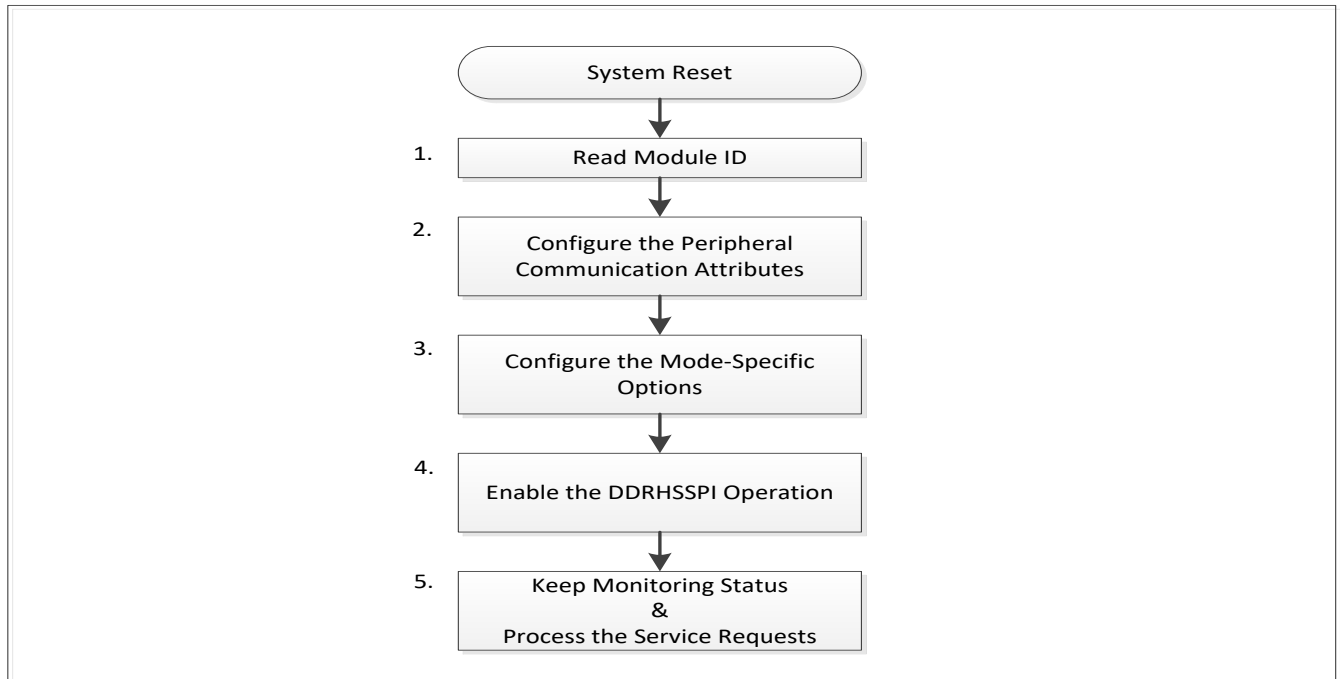 System Reset
1.
Read Module ID
2.
Configure the Peripheral
Communication Attributes
3.
Configure the Mode-Specific
Options
4.
Enable the DDRHSSPI Operation
5.
Keep Monitoring Status
&
Process the Service Requests